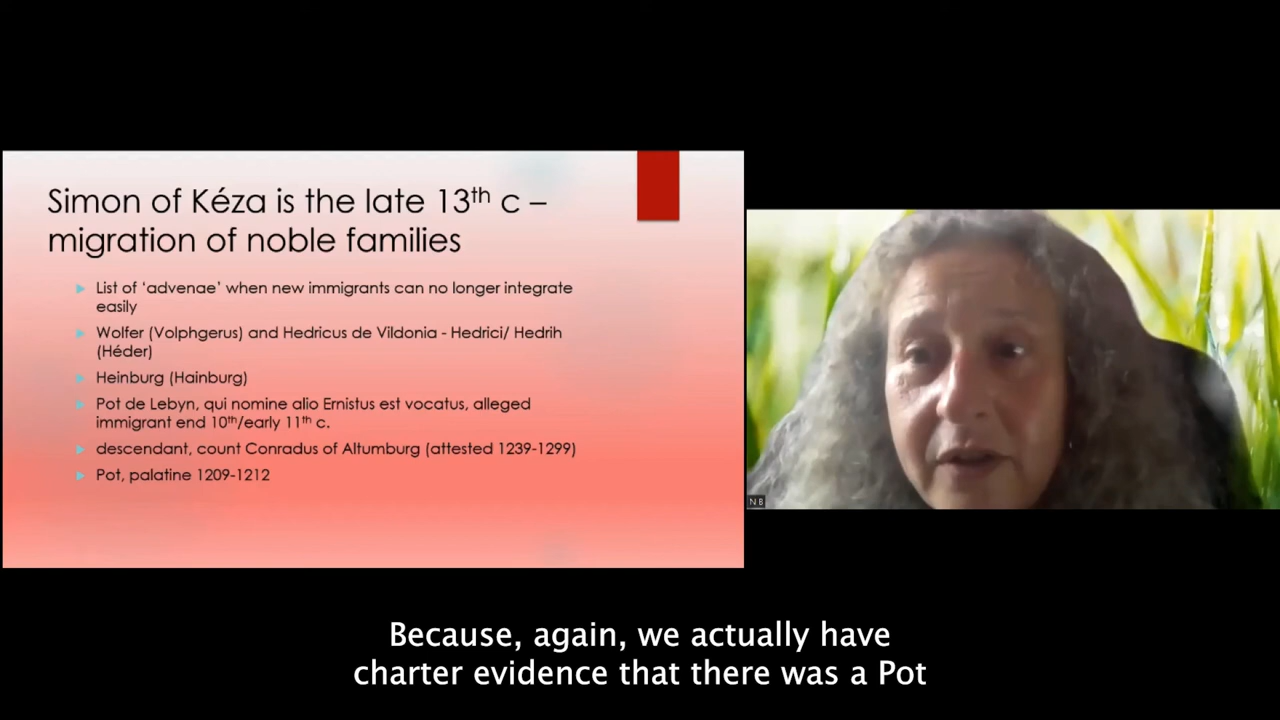 Simon of Kéza is the late 13th c –
migration of noble families
List of ‘advenae’ when new immigrants can no longer integrate
easily
Wolfer (Volphgerus) and Hedricus de Vildonia - Hedrici/ Hedrih
(Héder)
Heinburg (Hainburg)
Pot de Lebyn, qui nomine alio Ernistus est vocatus, alleged
immigrant end 10th/early 11th c.
descendant, count Conradus of Altumburg (attested 1239-1299)
Pot, palatine 1209-1212
N B
Because, again, we actually have
charter evidence that there was a Pot